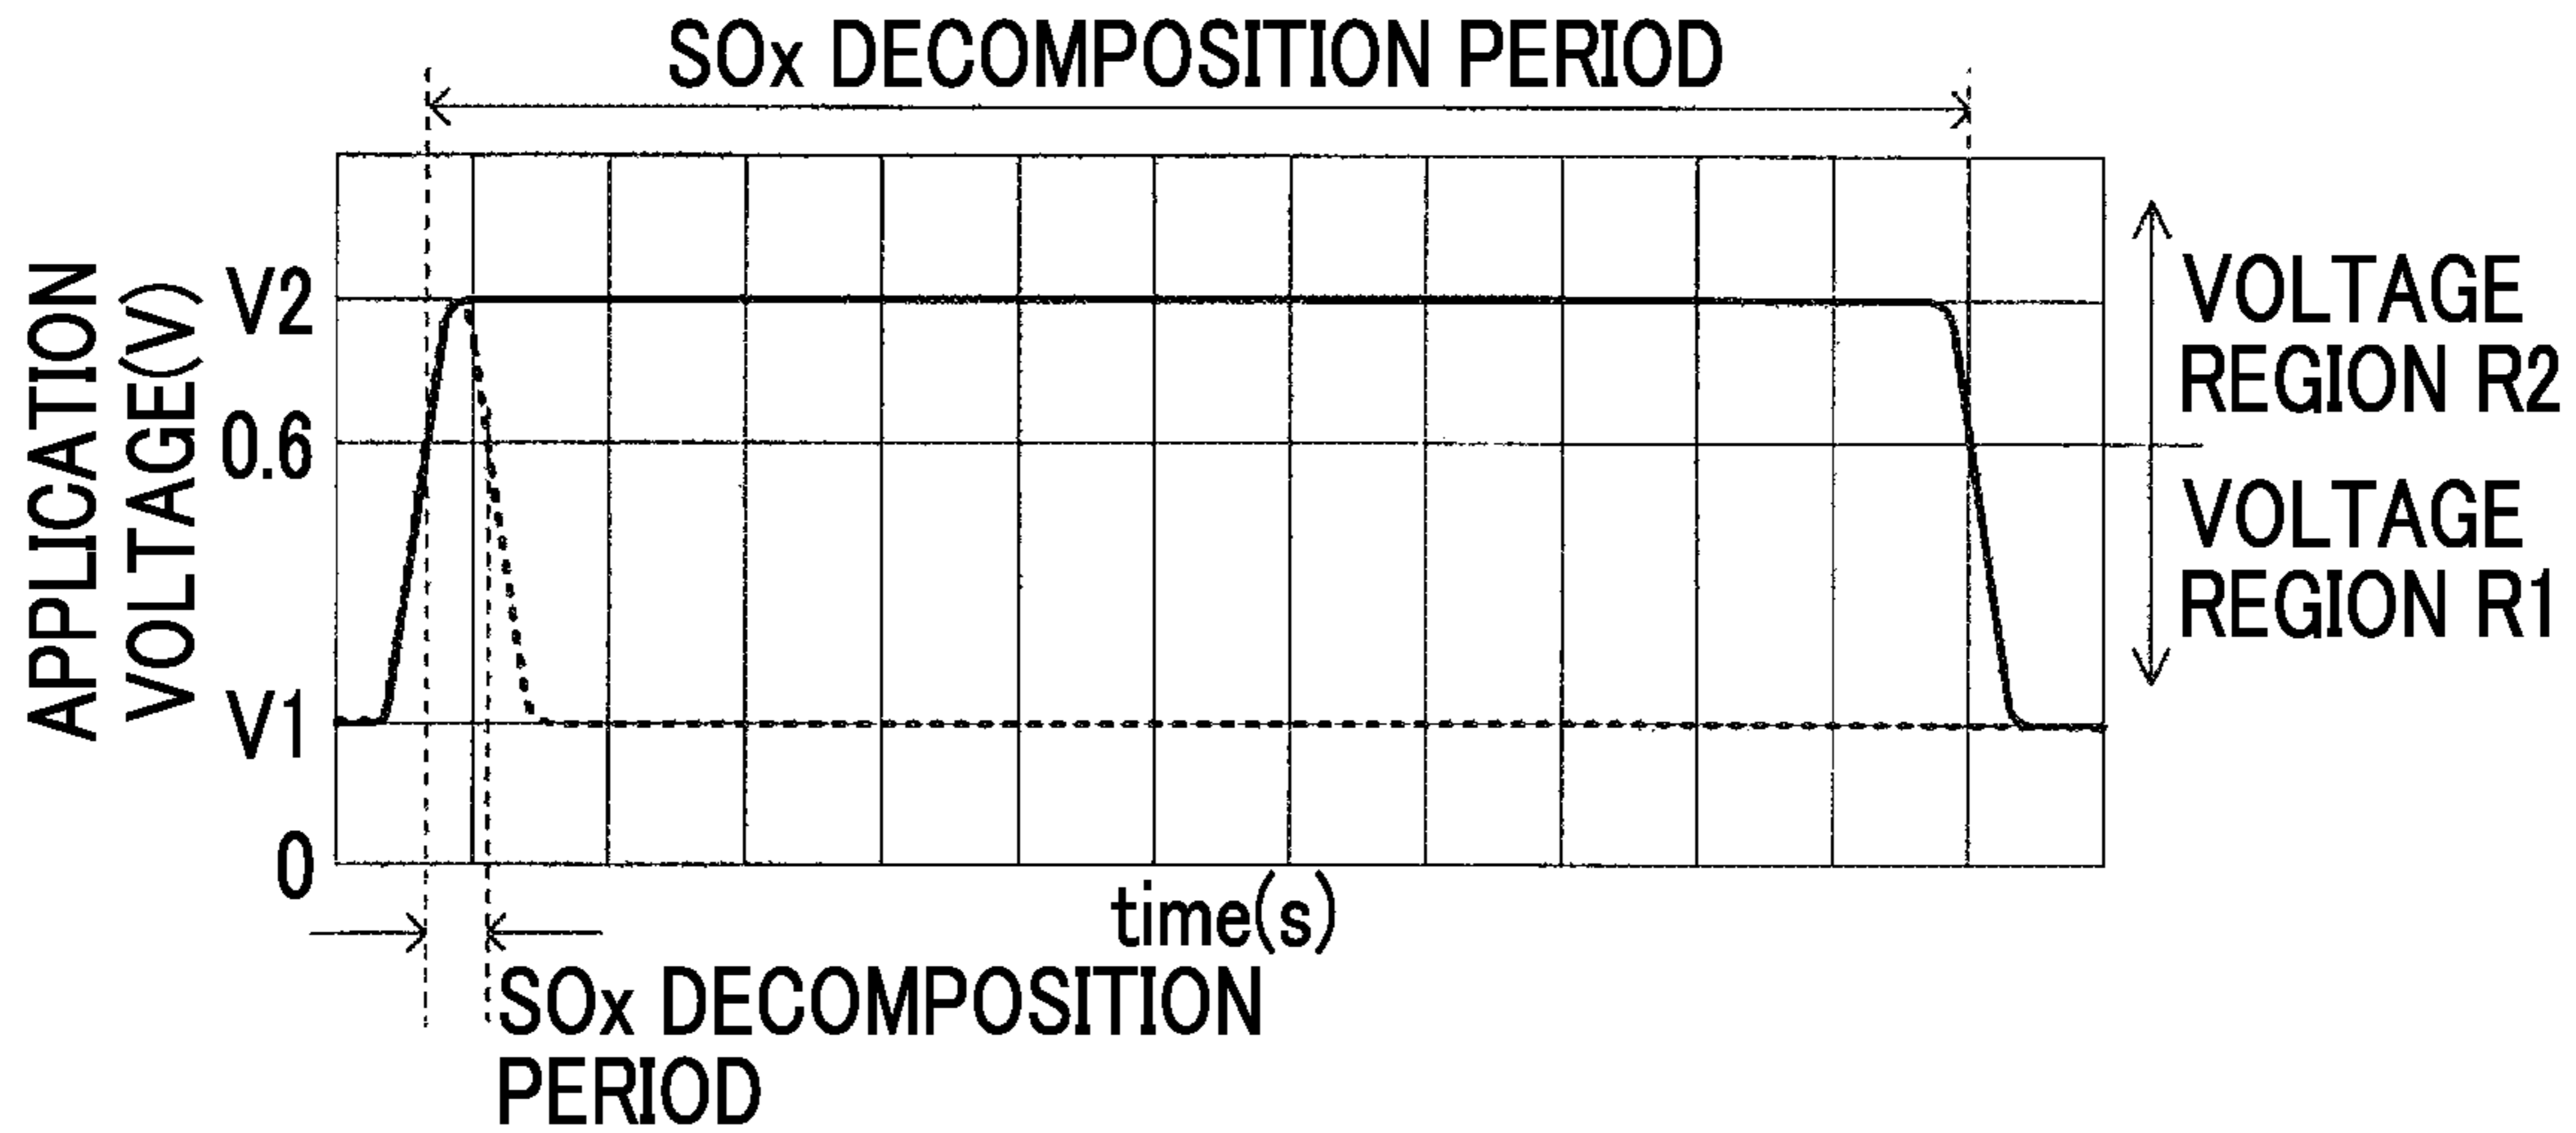 SOx DECOMPOSITION PERIOD
APPLICATION
VOLTAGE(V)
V2
0.6
V1
0
VOLTAGE
REGION R2
VOLTAGE
REGION R1
time(s)
SOx DECOMPOSITION
PERIOD